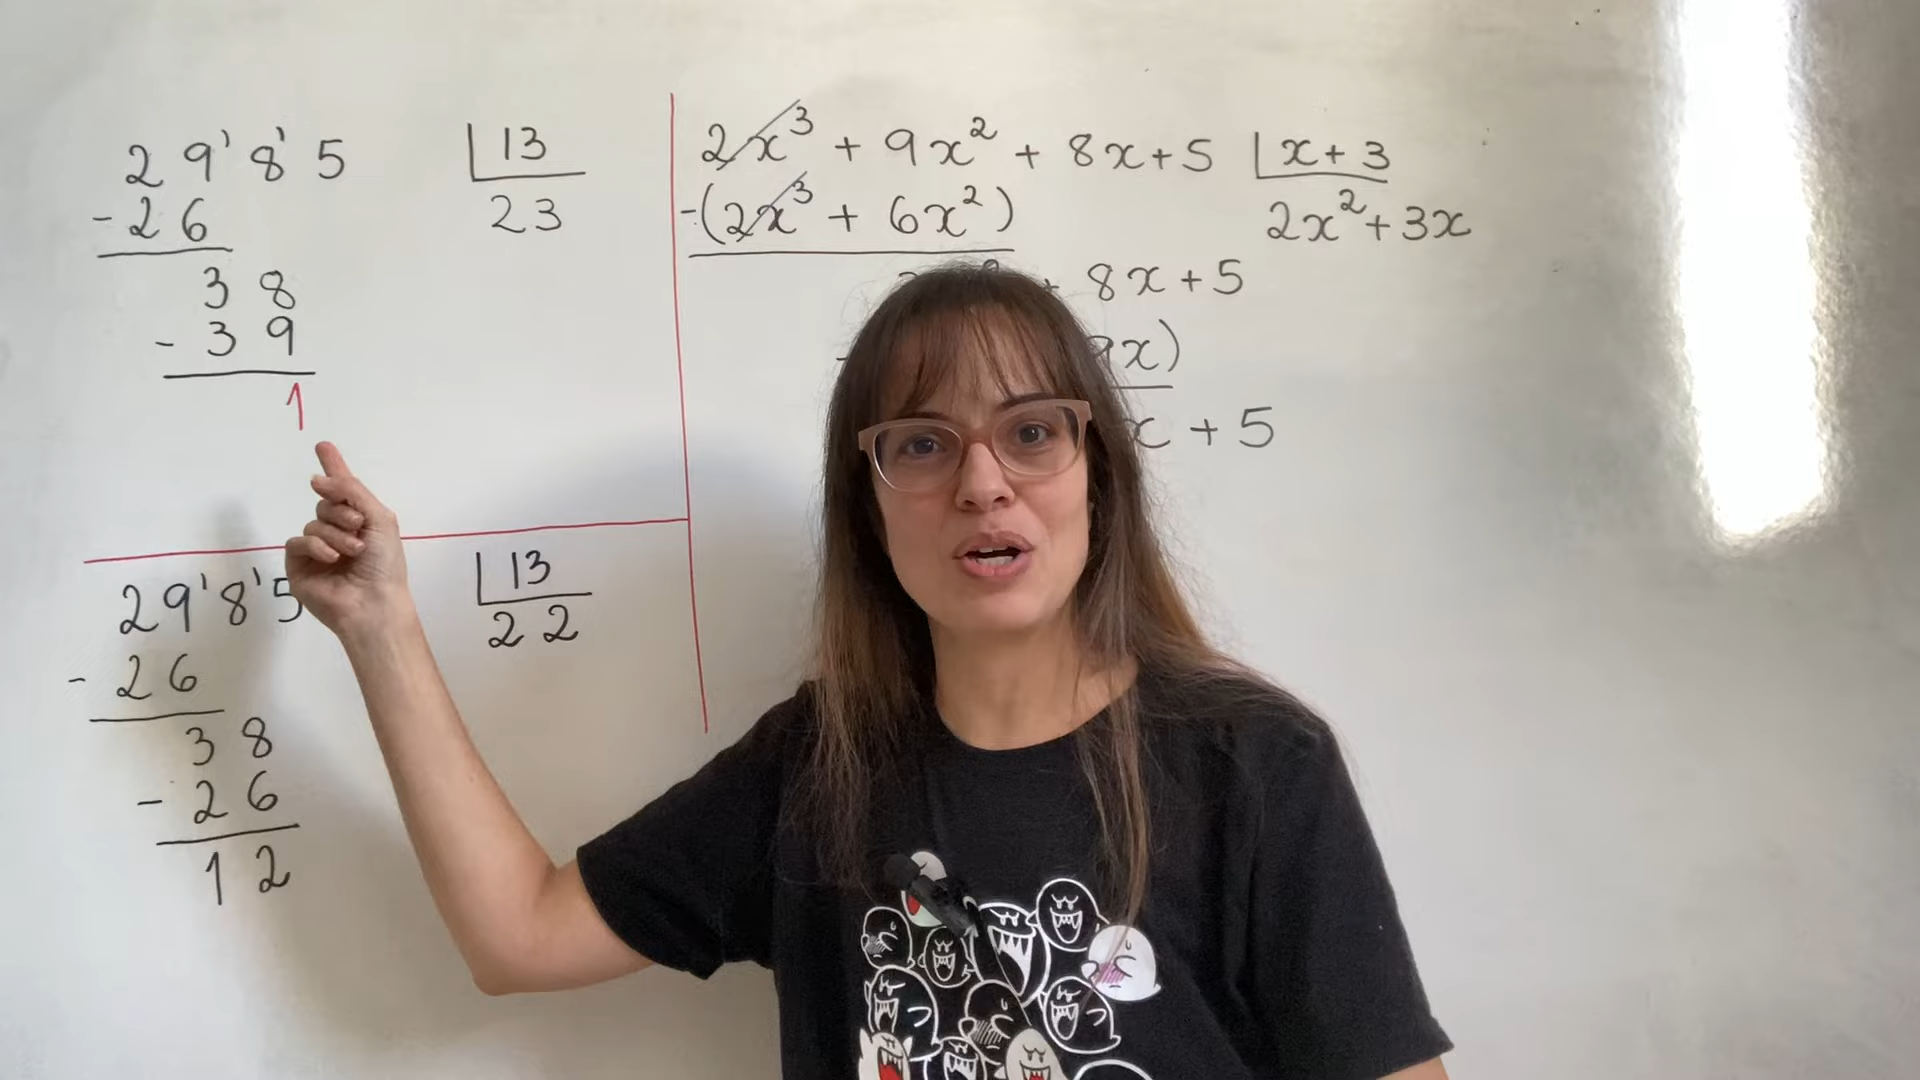 29'8'5 13
- 26 23
38
- 39
1
29'8'5 13
- 26 22
38
- 26
12
2x³ + 9x² + 8x + 5 x + 3
-(2x³ + 6x²) 2x² + 3x
+ 8x + 5
9x)
x + 5